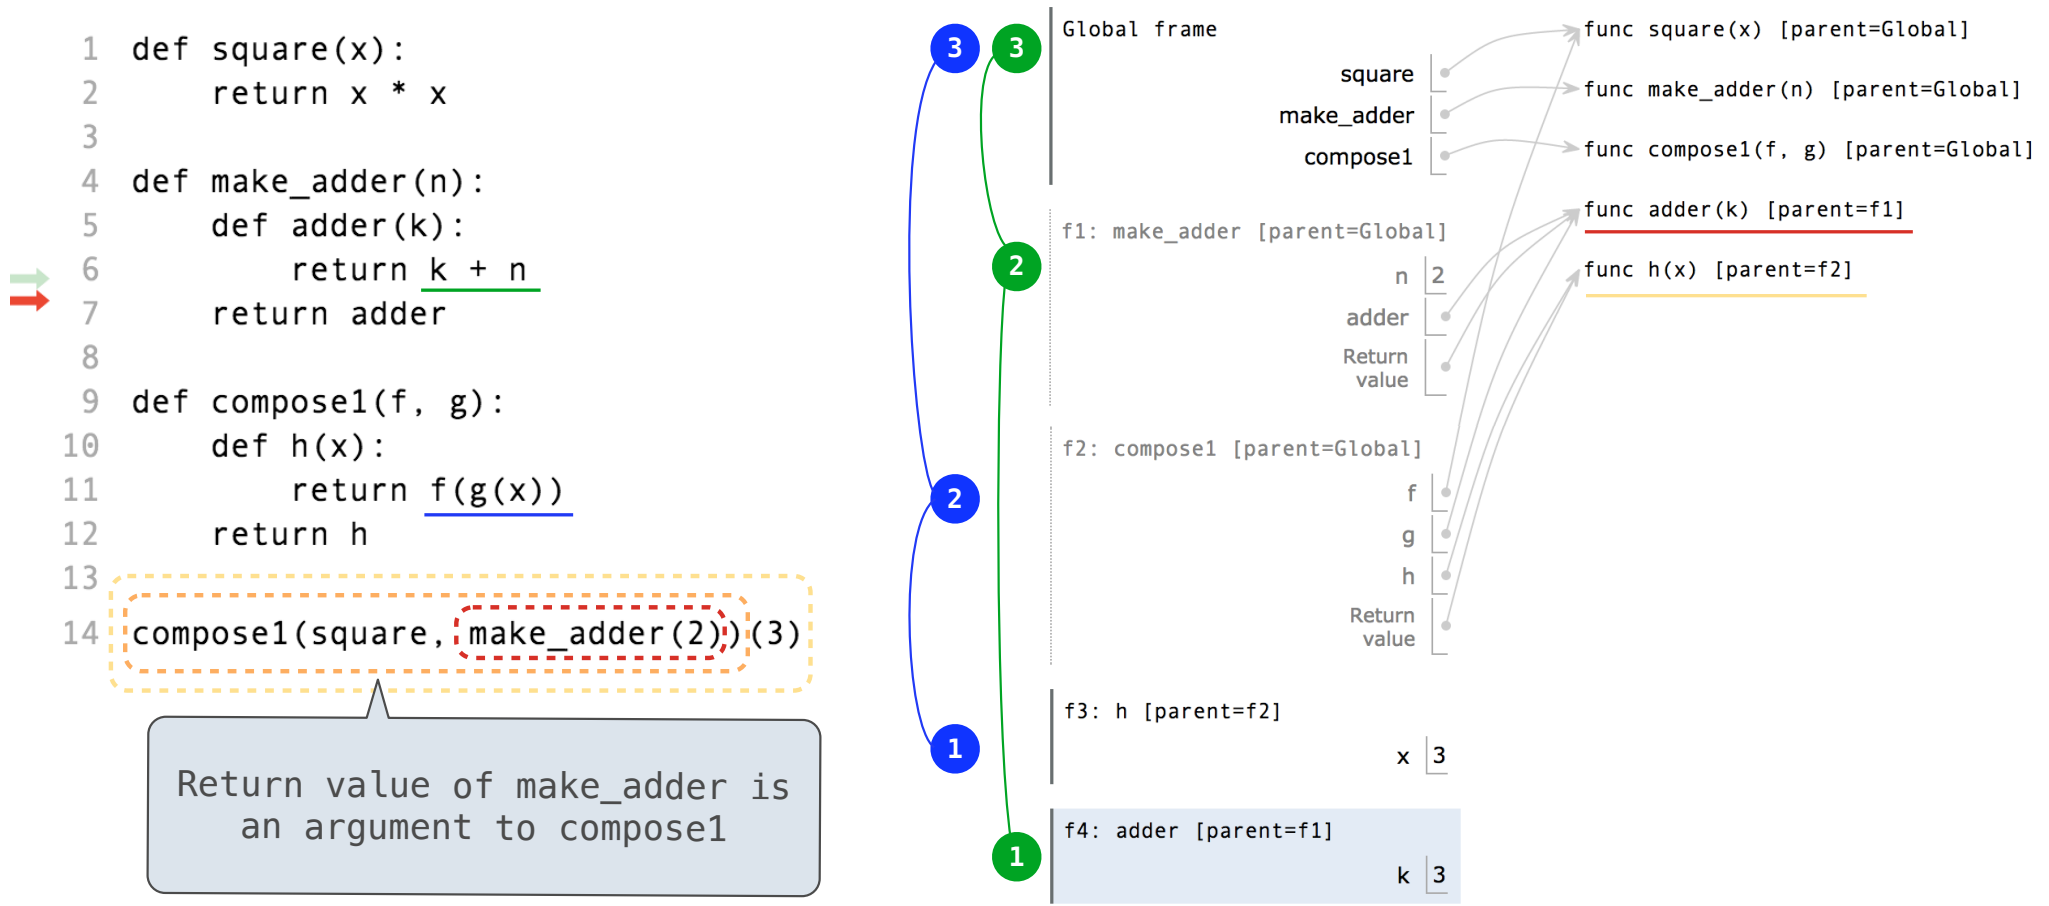 1 def square(x):
2 return x * x
3
4 def make_adder(n):
5 def adder(k):
6 return k + n
7 return adder
8
9 def compose1(f, g):
10 def h(x):
11 return f(g(x))
12 return h
13
14 compose1(square, make_adder(2))(3)
Return value of make_adder is
an argument to compose1
3
3
2
2
1
1
Global frame
square
make_adder
compose1
f1: make_adder [parent=Global]
n 2
adder
Return
value
f2: compose1 [parent=Global]
f
g
h
Return
value
f3: h [parent=f2]
x 3
f4: adder [parent=f1]
k 3
func square(x) [parent=Global]
func make_adder(n) [parent=Global]
func compose1(f, g) [parent=Global]
func adder(k) [parent=f1]
func h(x) [parent=f2]